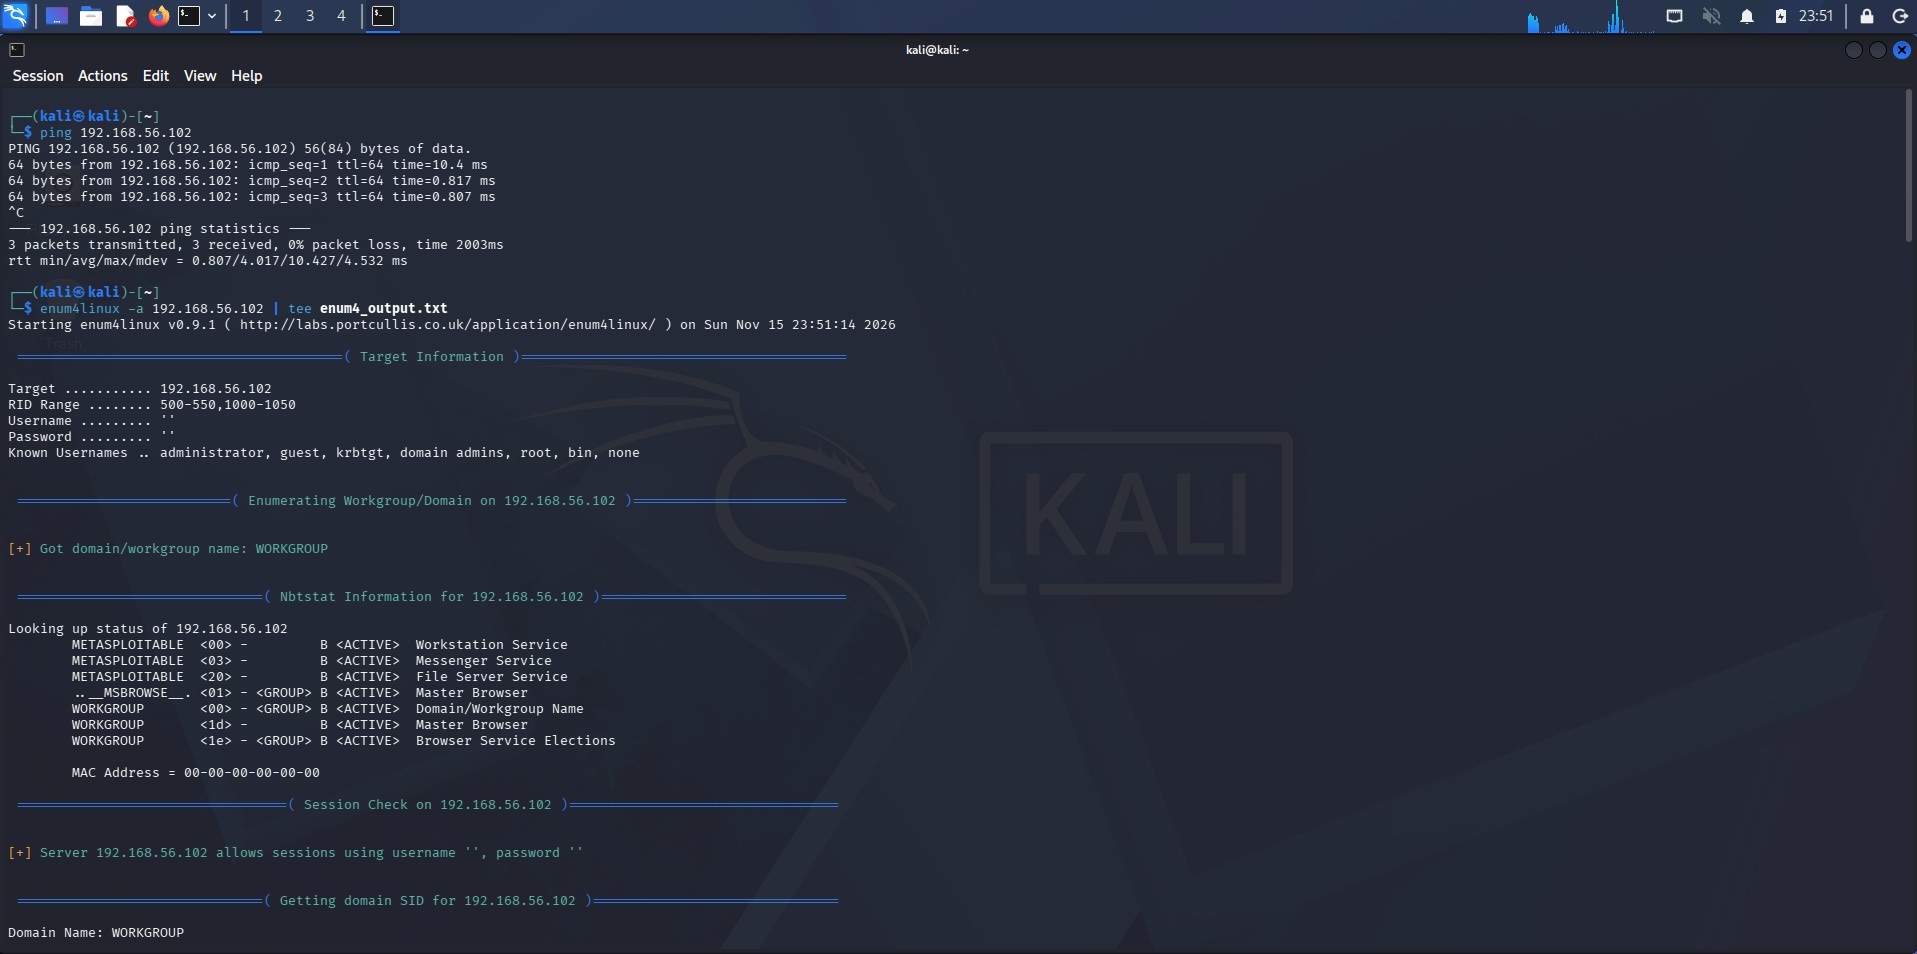 1 2 3 4 23:51
kali@kali: ~
Session Actions Edit View Help
┌──(kali㉿kali)-[~]
└─$ ping 192.168.56.102
PING 192.168.56.102 (192.168.56.102) 56(84) bytes of data.
64 bytes from 192.168.56.102: icmp_seq=1 ttl=64 time=10.4 ms
64 bytes from 192.168.56.102: icmp_seq=2 ttl=64 time=0.817 ms
64 bytes from 192.168.56.102: icmp_seq=3 ttl=64 time=0.807 ms
^C
--- 192.168.56.102 ping statistics ---
3 packets transmitted, 3 received, 0% packet loss, time 2003ms
rtt min/avg/max/mdev = 0.807/4.017/10.427/4.532 ms
┌──(kali㉿kali)-[~]
└─$ enum4linux -a 192.168.56.102 | tee enum4_output.txt
Starting enum4linux v0.9.1 ( http://labs.portcullis.co.uk/application/enum4linux/ ) on Sun Nov 15 23:51:14 2026
Trash
=========================================( Target Information )=========================================
Target ........... 192.168.56.102
RID Range ........ 500-550,1000-1050
Username ......... ''
Password ......... ''
Known Usernames .. administrator, guest, krbtgt, domain admins, root, bin, none
===========================( Enumerating Workgroup/Domain on 192.168.56.102 )===========================
[+] Got domain/workgroup name: WORKGROUP
===============================( Nbtstat Information for 192.168.56.102 )===============================
Looking up status of 192.168.56.102
METASPLOITABLE <00> - B <ACTIVE> Workstation Service
METASPLOITABLE <03> - B <ACTIVE> Messenger Service
METASPLOITABLE <20> - B <ACTIVE> File Server Service
..__MSBROWSE__. <01> - <GROUP> B <ACTIVE> Master Browser
WORKGROUP <00> - <GROUP> B <ACTIVE> Domain/Workgroup Name
WORKGROUP <1d> - B <ACTIVE> Master Browser
WORKGROUP <1e> - <GROUP> B <ACTIVE> Browser Service Elections
MAC Address = 00-00-00-00-00-00
==================================( Session Check on 192.168.56.102 )==================================
[+] Server 192.168.56.102 allows sessions using username '', password ''
===============================( Getting domain SID for 192.168.56.102 )===============================
Domain Name: WORKGROUP
KALI